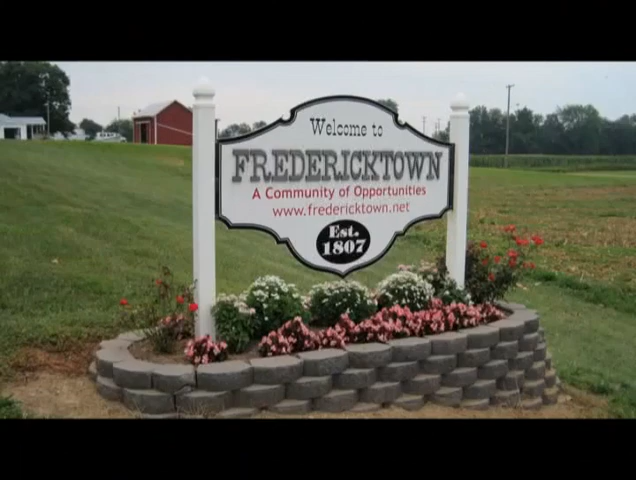 Welcome to
FREDERICKTOWN
A Community of Opportunities
www.fredericktown.net
Est.
1807